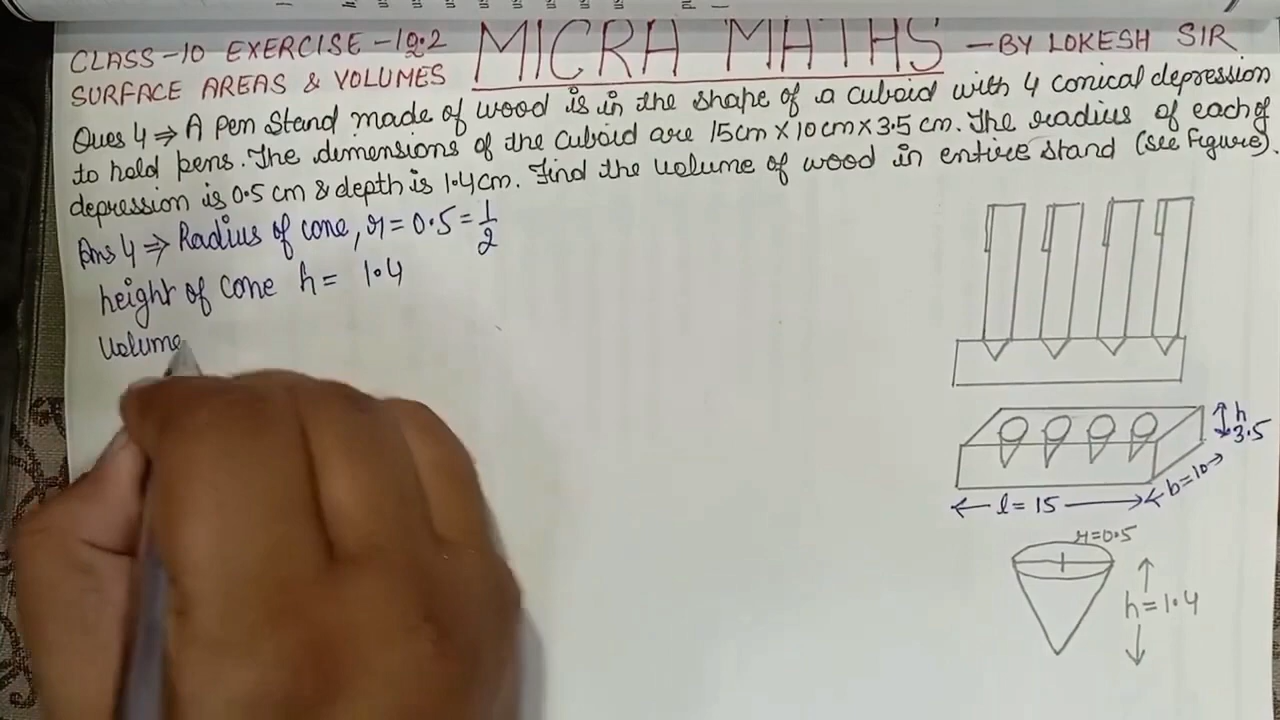 CLASS-10 EXERCISE-12.2 MICRA MATHS - BY LOKESH SIR
SURFACE AREAS & VOLUMES
Ques 4 ⇒ A Pen Stand made of wood is in the shape of a cuboid with 4 conical depression
to hold pens. The dimensions of the cuboid are 15cm × 10cm × 3.5 cm. The radius of each of
depression is 0.5 cm & depth is 1.4cm. Find the volume of wood in entire stand (see figure).
Ans 4 ⇒ Radius of cone, r = 0.5 = 1/2
height of cone h = 1.4
Volume
h
3.5
b=10
l = 15
r=0.5
h=1.4